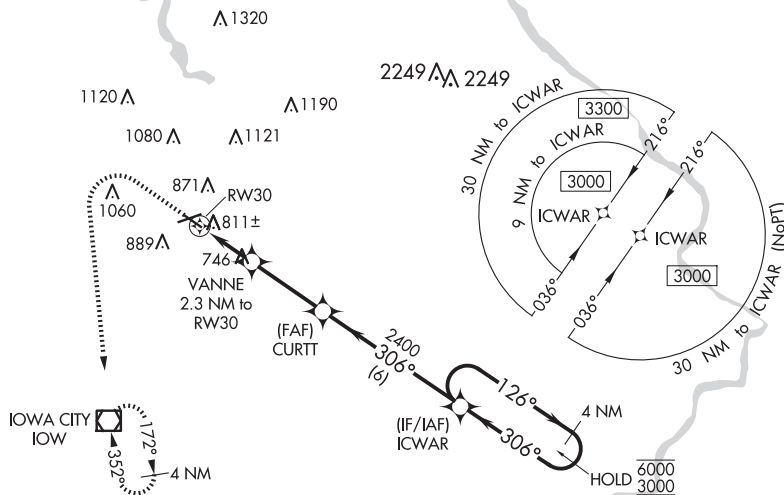 1320
2249 2249
1120
1190
1080
1121
30 NM to ICWAR
3300
216°
216°
9 NM to ICWAR
3000
ICWAR
ICWAR
871
RW30
1060
811±
889
746
VANNE
2.3 NM to
RW30
(FAF)
CURTT
036°
036°
3000
30 NM to ICWAR (NoPT)
2400
306°
(6)
126°
4 NM
306°
(IF/IAF)
ICWAR
HOLD 6000
3000
IOWA CITY
IOW
172°
352°
4 NM